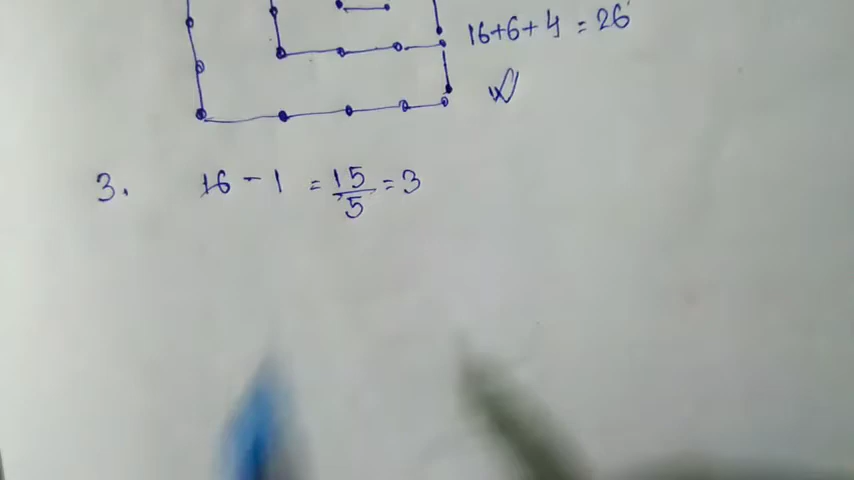 16+6+4 = 26
3. 16 - 1 = 15/5 = 3